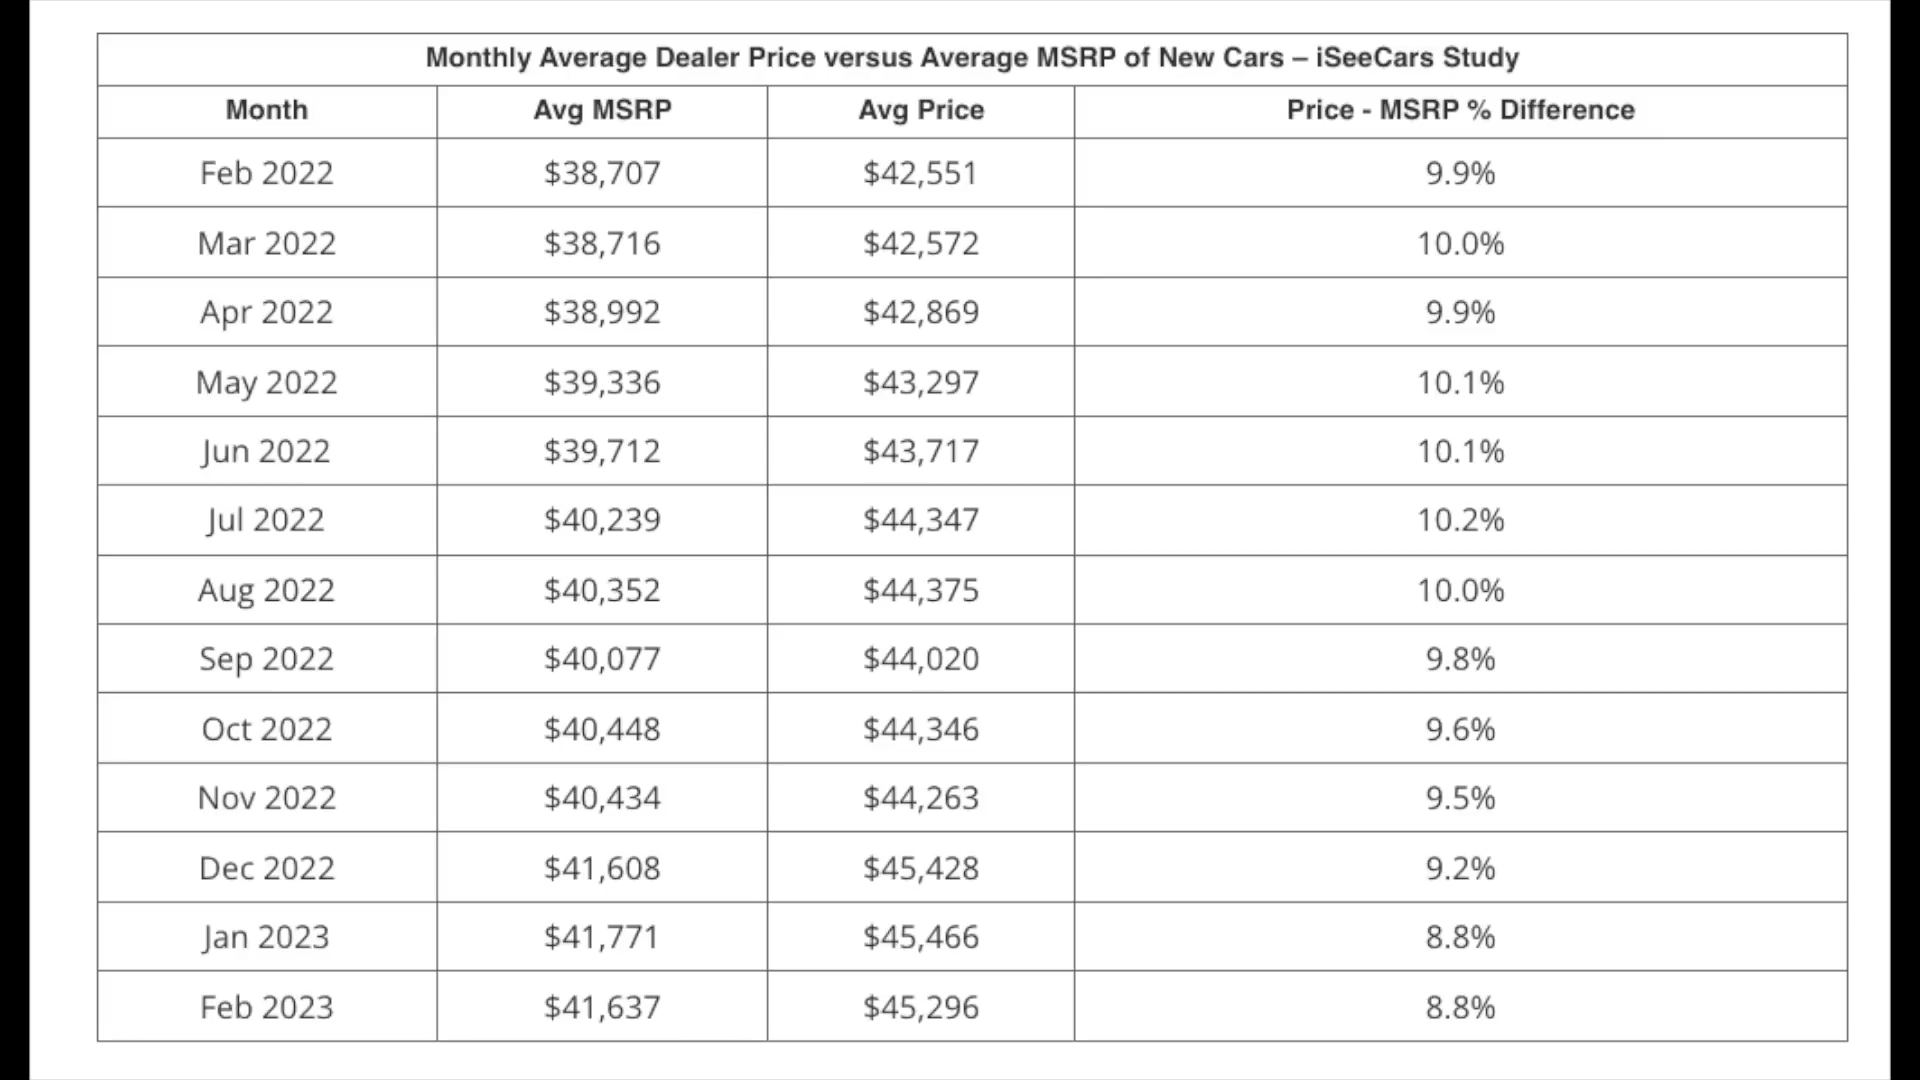 Monthly Average Dealer Price versus Average MSRP of New Cars – iSeeCars Study
Month Avg MSRP Avg Price Price - MSRP % Difference
Feb 2022 $38,707 $42,551 9.9%
Mar 2022 $38,716 $42,572 10.0%
Apr 2022 $38,992 $42,869 9.9%
May 2022 $39,336 $43,297 10.1%
Jun 2022 $39,712 $43,717 10.1%
Jul 2022 $40,239 $44,347 10.2%
Aug 2022 $40,352 $44,375 10.0%
Sep 2022 $40,077 $44,020 9.8%
Oct 2022 $40,448 $44,346 9.6%
Nov 2022 $40,434 $44,263 9.5%
Dec 2022 $41,608 $45,428 9.2%
Jan 2023 $41,771 $45,466 8.8%
Feb 2023 $41,637 $45,296 8.8%